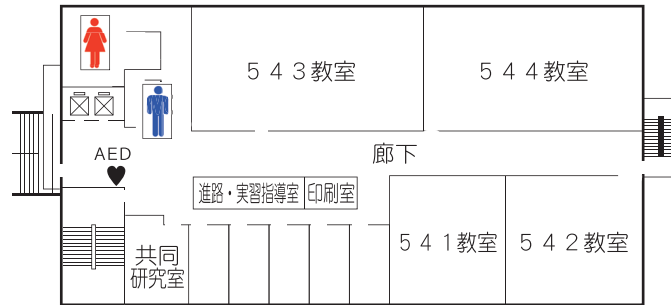 ５４３教室
５４４教室
AED
廊下
進路・実習指導室
印刷室
共同
研究室
５４１教室
５４２教室